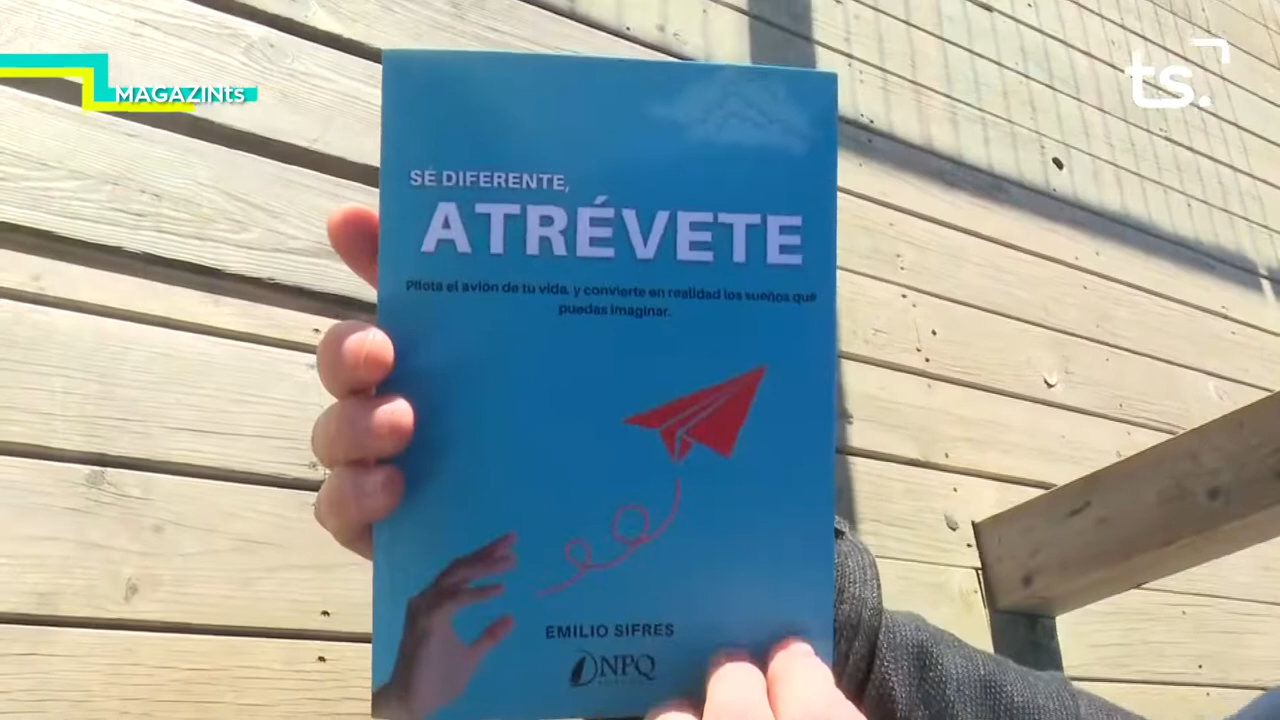 MAGAZINts
ts.
SÉ DIFERENTE,
ATRÉVETE
Pilota el avión de tu vida, y convierte en realidad los sueños que
puedas imaginar.
EMILIO SIFRES
NPQ